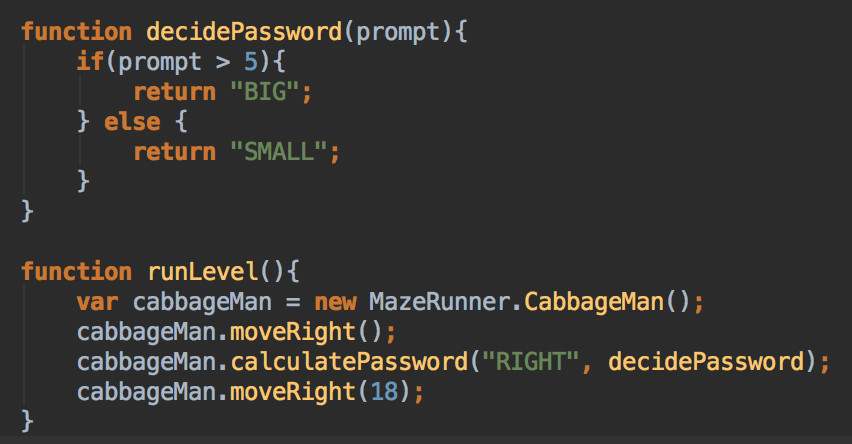 function decidePassword(prompt){
    if(prompt > 5){
        return "BIG";
    } else {
        return "SMALL";
    }
}

function runLevel(){
    var cabbageMan = new MazeRunner.CabbageMan();
    cabbageMan.moveRight();
    cabbageMan.calculatePassword("RIGHT", decidePassword);
    cabbageMan.moveRight(18);
}